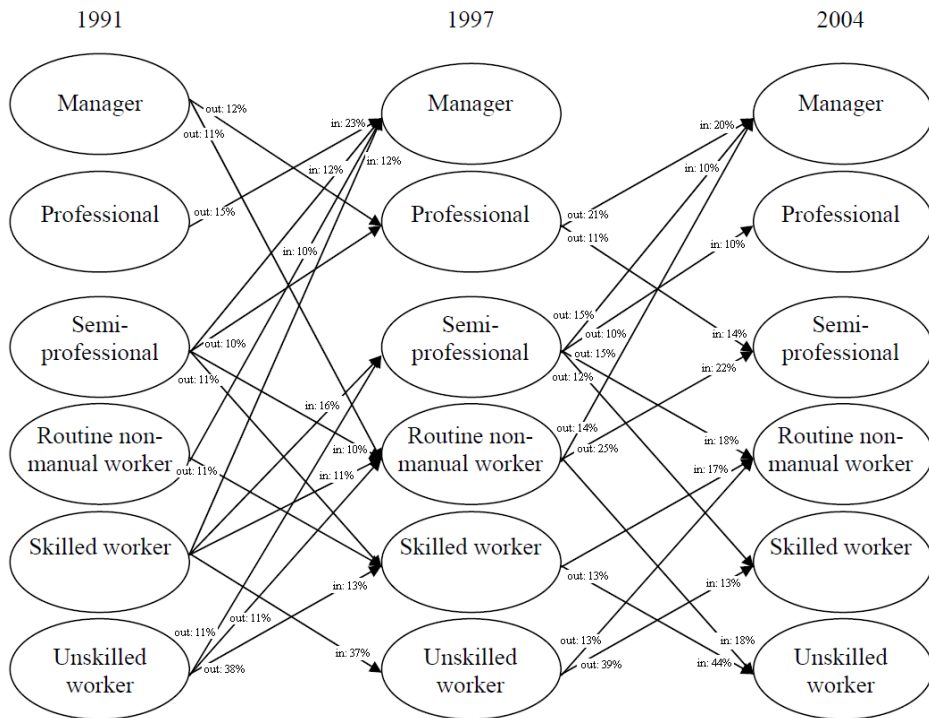 1991 1997 2004
Manager Manager Manager
out: 12%
out: 11%
in: 23%
in: 12%
in: 12%
in: 20%
in: 10%
Professional Professional Professional
out: 15%
in: 10%
out: 21%
out: 11%
in: 10%
Semi-
professional
Semi-
professional
Semi-
professional
out: 10%
out: 11%
out: 15%
out: 10%
out: 15%
out: 12%
in: 14%
in: 22%
Routine non-
manual worker
Routine non-
manual worker
Routine non-
manual worker
in: 16%
in: 10%
in: 11%
out: 11%
out: 14%
out: 25%
in: 18%
in: 17%
Skilled worker Skilled worker Skilled worker
in: 13%
out: 13%
in: 13%
Unskilled
worker
Unskilled
worker
Unskilled
worker
out: 11%
out: 11%
out: 38%
in: 37%
out: 13%
out: 39%
in: 18%
in: 44%